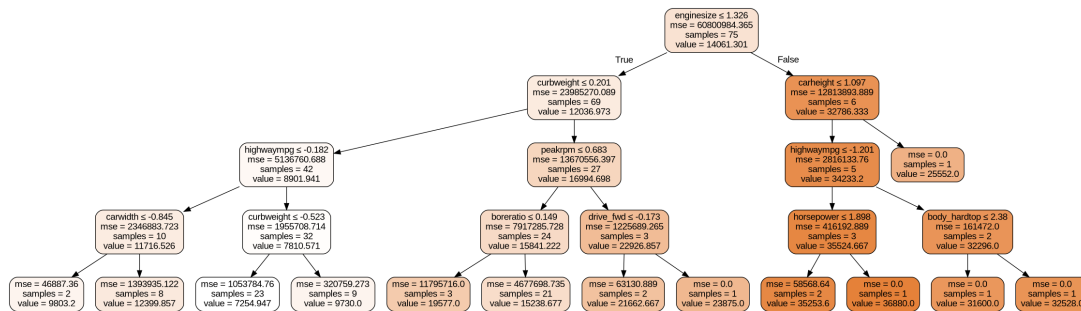 enginesize ≤ 1.326
mse = 60800984.365
samples = 75
value = 14061.301
True
False
curbweight ≤ 0.201
mse = 23985270.089
samples = 69
value = 12036.973
carheight ≤ 1.097
mse = 12813893.889
samples = 6
value = 32786.333
highwaympg ≤ -0.182
mse = 5136760.688
samples = 42
value = 8901.941
peakrpm ≤ 0.683
mse = 13670556.397
samples = 27
value = 16994.698
highwaympg ≤ -1.201
mse = 2816133.76
samples = 5
value = 34233.2
mse = 0.0
samples = 1
value = 25552.0
carwidth ≤ -0.845
mse = 2346883.723
samples = 10
value = 11716.526
curbweight ≤ -0.523
mse = 1955708.714
samples = 32
value = 7810.571
boreratio ≤ 0.149
mse = 7917285.728
samples = 24
value = 15841.222
drive_fwd ≤ -0.173
mse = 1225689.265
samples = 3
value = 22926.857
horsepower ≤ 1.898
mse = 416192.889
samples = 3
value = 35524.667
body_hardtop ≤ 2.38
mse = 161472.0
samples = 2
value = 32296.0
mse = 46887.36
samples = 2
value = 9803.2
mse = 1393935.122
samples = 8
value = 12399.857
mse = 1053784.76
samples = 23
value = 7254.947
mse = 320759.273
samples = 9
value = 9730.0
mse = 11795716.0
samples = 3
value = 19577.0
mse = 4677698.735
samples = 21
value = 15238.677
mse = 63130.889
samples = 2
value = 21662.667
mse = 0.0
samples = 1
value = 23875.0
mse = 58568.64
samples = 2
value = 35253.6
mse = 0.0
samples = 1
value = 36880.0
mse = 0.0
samples = 1
value = 31600.0
mse = 0.0
samples = 1
value = 32528.0